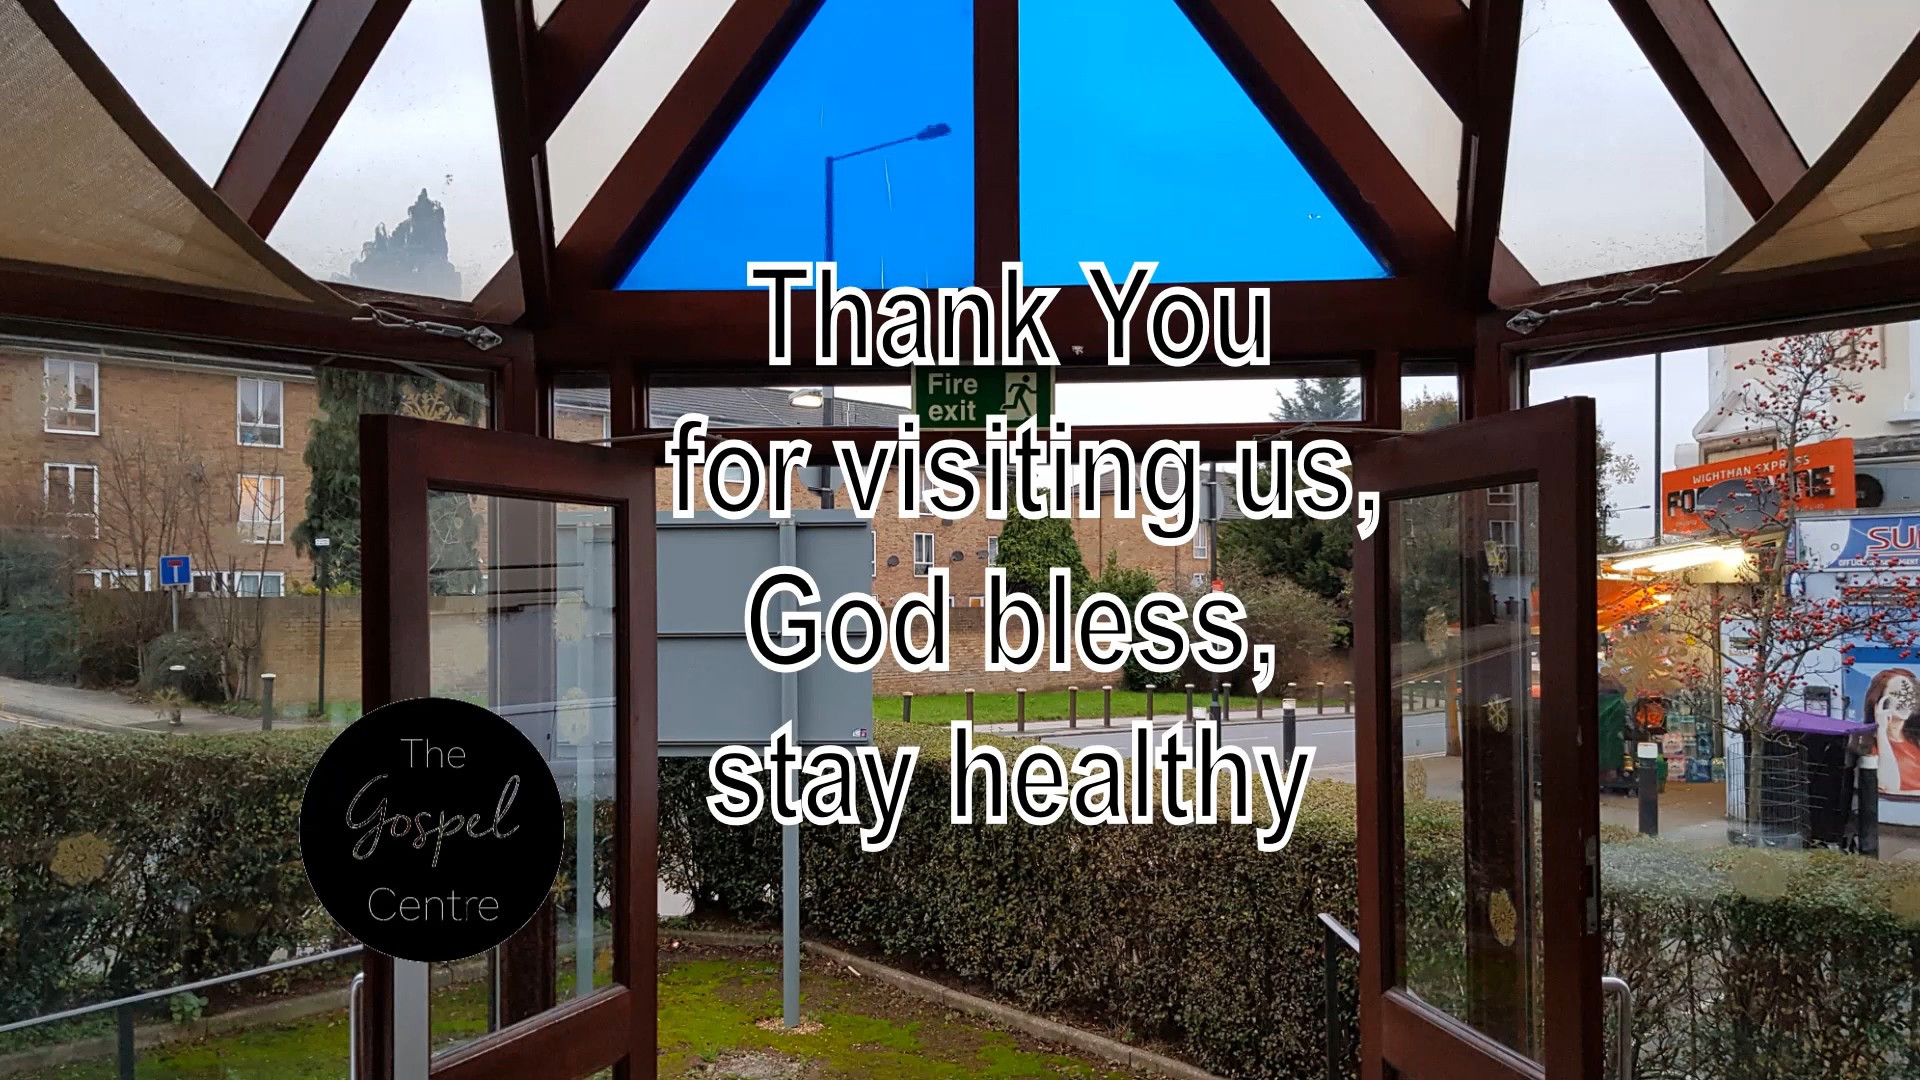 Thank You
Fire
exit
for visiting us,
WIGHTMAN EXPRESS
God bless,
stay healthy
The
Gospel
Centre